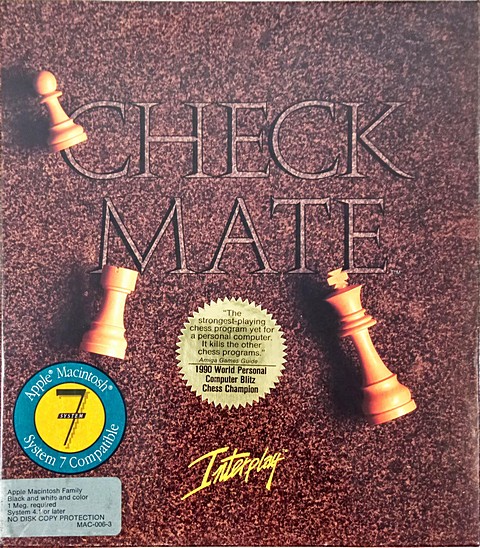 CHECK
MATE
"The
strongest-playing
chess program yet for
a personal computer.
It kills the other
chess programs."
Amiga Games Guide
1990 World Personal
Computer Blitz
Chess Champion
Apple® Macintosh®
7
SYSTEM
System 7 Compatible
Interplay™
Apple Macintosh Family
Black and white and color
1 Meg. required
System 4.1 or later
NO DISK COPY PROTECTION
MAC-006-3